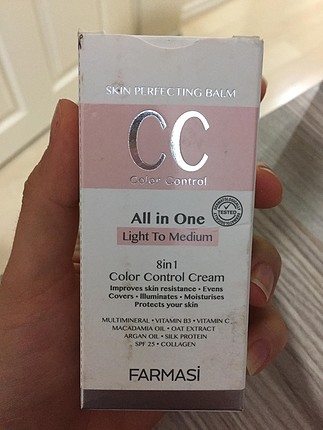 SKIN PERFECTING BALM
CC
Color Control
All in One
TESTED
Light To Medium
8in1
Color Control Cream
Improves skin resistance • Evens
Covers • Illuminates • Moisturises
Protects your skin
MULTIMINERAL • VITAMIN B3 • VITAMIN C
MACADAMIA OIL • OAT EXTRACT
ARGAN OIL • SILK PROTEIN
SPF 25 • COLLAGEN
FARMASİ